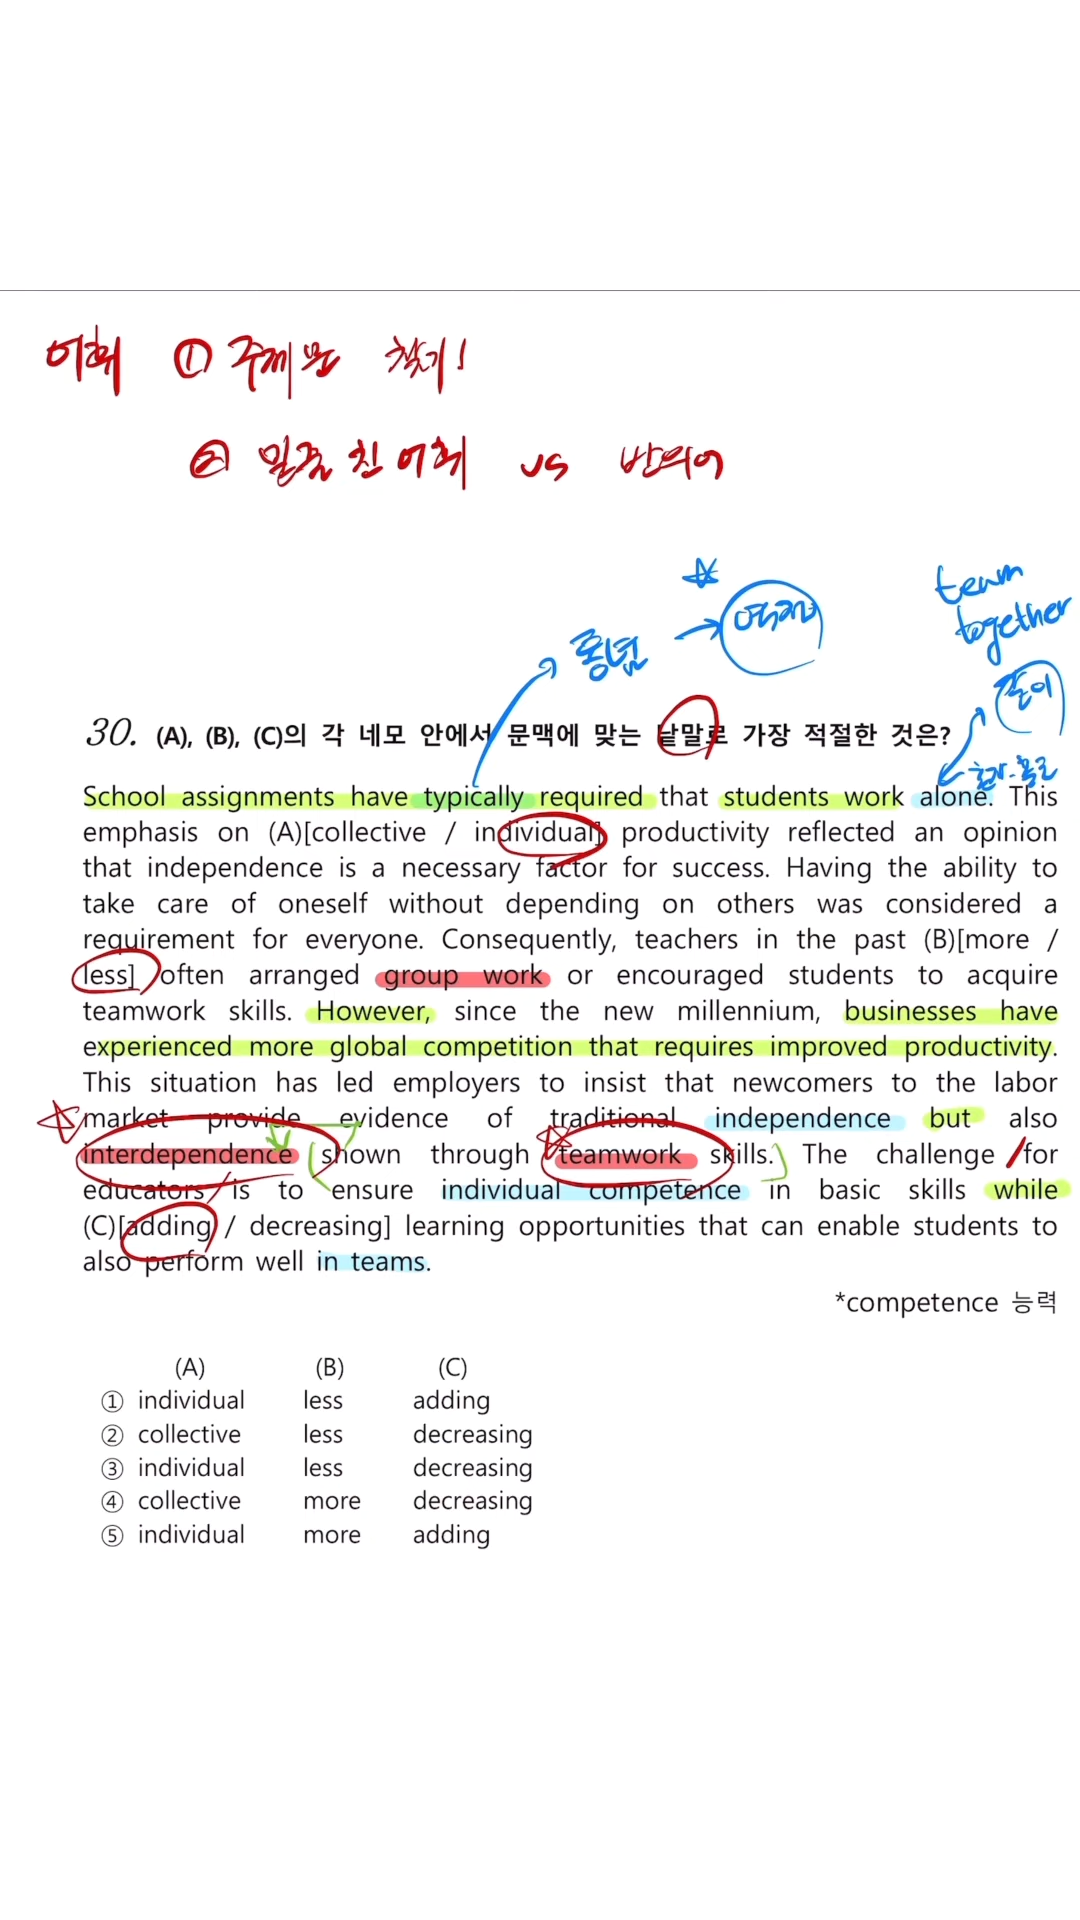 어휘 ① 주제문 찾기!
② 밑줄 친 어휘 vs 반의어
통념 → 역전
team
together
같이
혼자-홀로
30. (A), (B), (C)의 각 네모 안에서 문맥에 맞는 낱말로 가장 적절한 것은?
School assignments have typically required that students work alone. This
emphasis on (A)[collective / individual] productivity reflected an opinion
that independence is a necessary factor for success. Having the ability to
take care of oneself without depending on others was considered a
requirement for everyone. Consequently, teachers in the past (B)[more /
less] often arranged group work or encouraged students to acquire
teamwork skills. However, since the new millennium, businesses have
experienced more global competition that requires improved productivity.
This situation has led employers to insist that newcomers to the labor
market provide evidence of traditional independence but also
interdependence shown through teamwork skills. The challenge for
educators is to ensure individual competence in basic skills while
(C)[adding / decreasing] learning opportunities that can enable students to
also perform well in teams.
*competence 능력
(A) (B) (C)
① individual less adding
② collective less decreasing
③ individual less decreasing
④ collective more decreasing
⑤ individual more adding